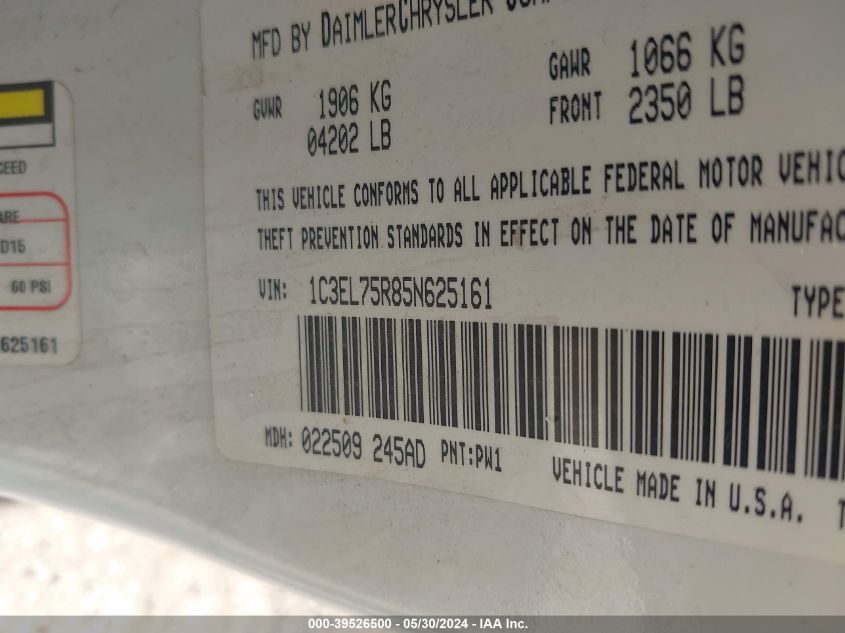 MFD BY DAIMLERCHRYSLER
GVWR 1906 KG
04202 LB
GAWR 1066 KG
FRONT 2350 LB
THIS VEHICLE CONFORMS TO ALL APPLICABLE FEDERAL MOTOR VEHIC
THEFT PREVENTION STANDARDS IN EFFECT ON THE DATE OF MANUFAC
VIN: 1C3EL75R85N625161
TYPE
MDH: 022509 245AD PNT:PW1
VEHICLE MADE IN U.S.A.
CEED
ARE
D15
60 PSI
625161
000-39526500 - 05/30/2024 - IAA Inc.